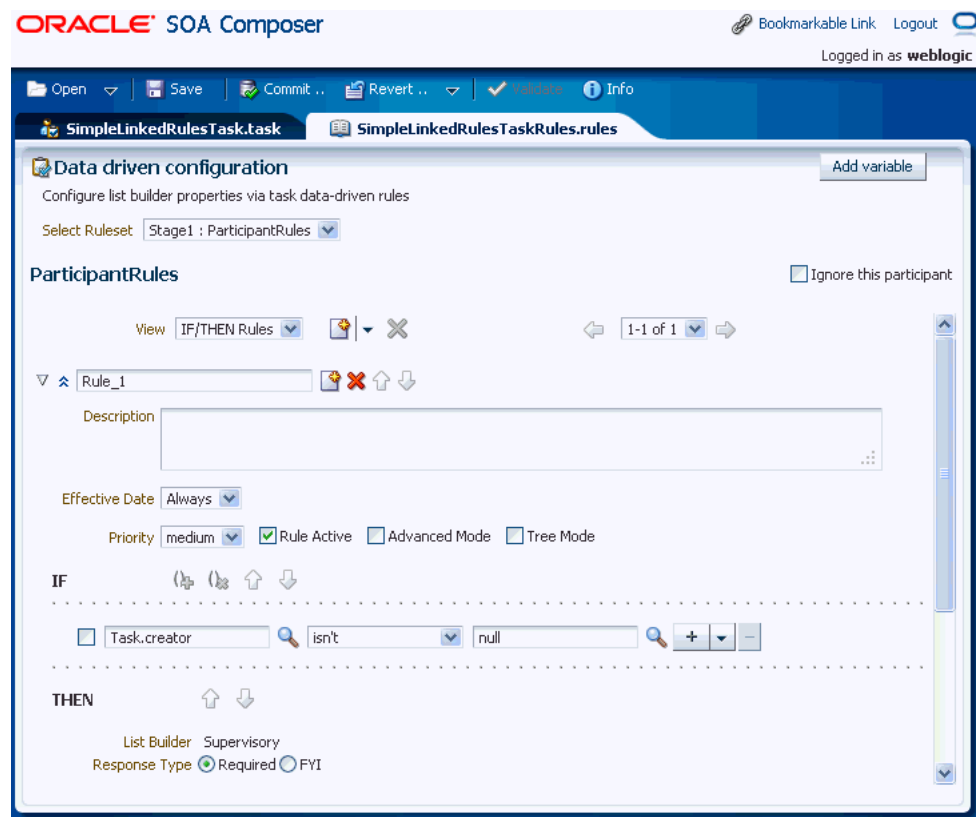 ORACLE SOA Composer
Bookmarkable Link Logout
Logged in as weblogic
Open Save Commit .. Revert .. Validate Info
SimpleLinkedRulesTask.task SimpleLinkedRulesTaskRules.rules
Data driven configuration Add variable
Configure list builder properties via task data-driven rules
Select Ruleset Stage1 : ParticipantRules
ParticipantRules Ignore this participant
View IF/THEN Rules 1-1 of 1
Rule_1
Description
Effective Date Always
Priority medium Rule Active Advanced Mode Tree Mode
IF
Task.creator isn't null
THEN
List Builder Supervisory
Response Type Required FYI